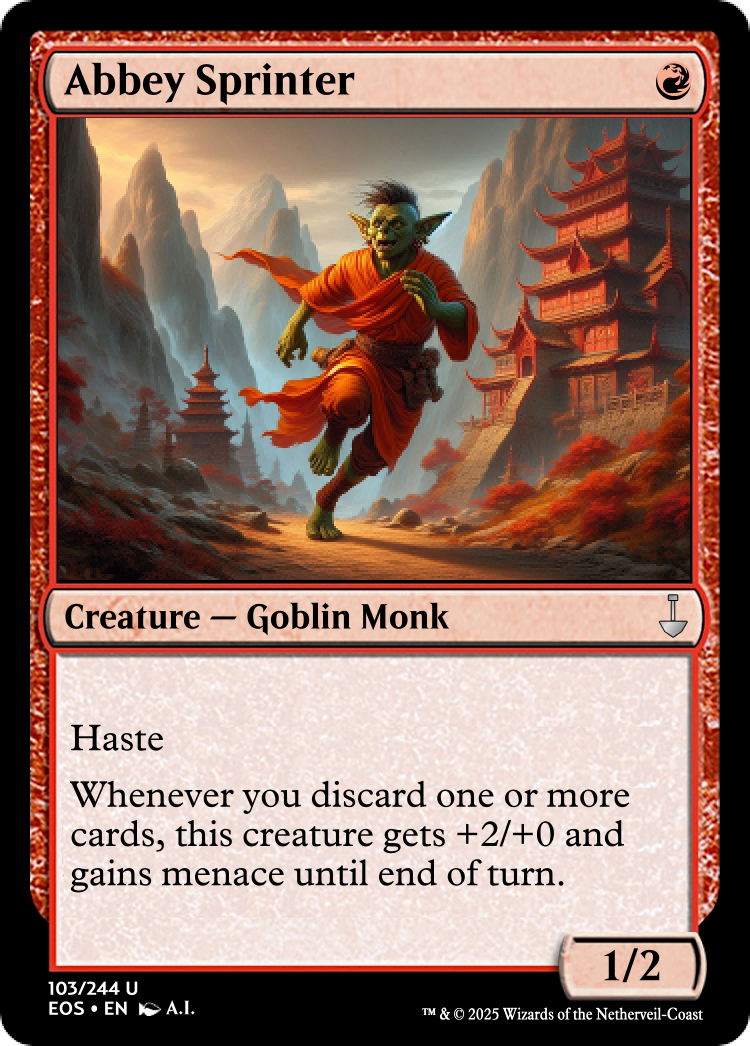 Abbey Sprinter
Creature — Goblin Monk
Haste
Whenever you discard one or more
cards, this creature gets +2/+0 and
gains menace until end of turn.
1/2
103/244 U
EOS • EN A.I.
™ & © 2025 Wizards of the Netherveil-Coast